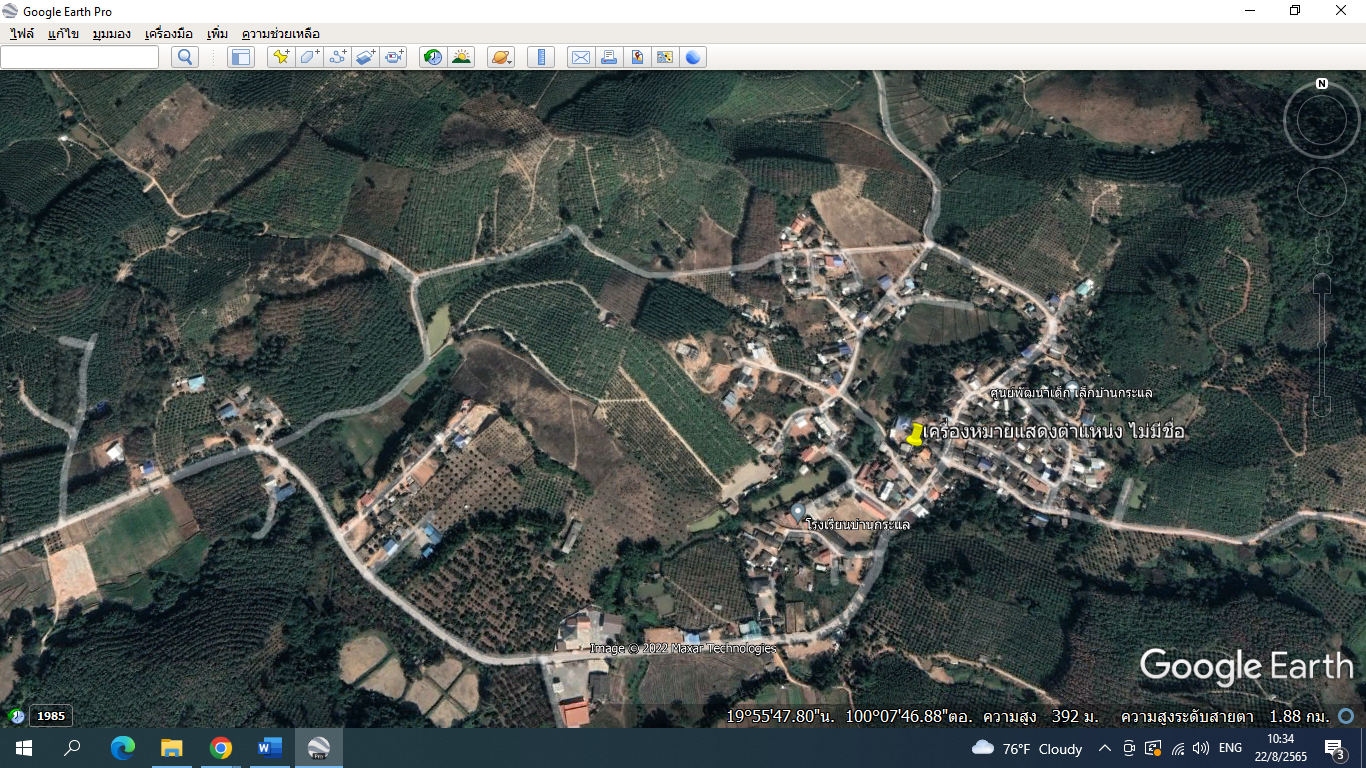 Google Earth Pro
ไฟล์ แก้ไข มุมมอง เครื่องมือ เพิ่ม ความช่วยเหลือ
N
ศูนย์พัฒนาเด็กเล็กบ้านกระแล
เครื่องหมายแสดงตำแหน่ง ไม่มีชื่อ
โรงเรียนบ้านกระแล
Image © 2022 Maxar Technologies
Google Earth
1985
19°55'47.80"น. 100°07'46.88"ตอ. ความสูง 392 ม. ความสูงระดับสายตา 1.88 กม.
W
Pro
76°F Cloudy
ENG
10:34
22/8/2565
3